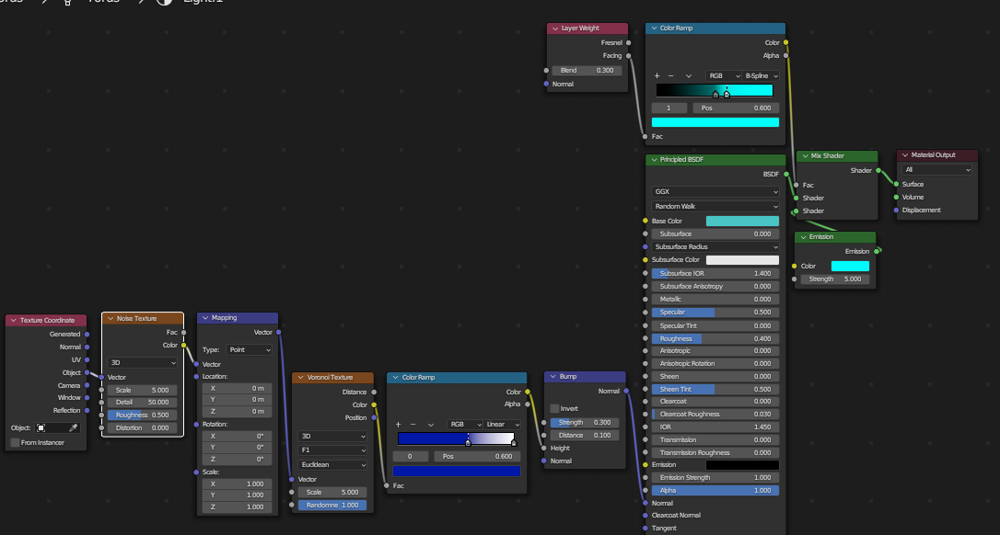 Torus
Light.1
Layer Weight
Fresnel
Facing
Blend 0.300
Normal
Color Ramp
Color
Alpha
+ −
RGB
B-Spline
1
Pos 0.600
Fac
Principled BSDF
BSDF
GGX
Random Walk
Base Color
Subsurface 0.000
Subsurface Radius
Subsurface Color
Subsurface IOR 1.400
Subsurface Anisotropy 0.000
Metallic 0.000
Specular 0.500
Specular Tint 0.000
Roughness 0.400
Anisotropic 0.000
Anisotropic Rotation 0.000
Sheen 0.000
Sheen Tint 0.500
Clearcoat 0.000
Clearcoat Roughness 0.030
IOR 1.450
Transmission 0.000
Transmission Roughness 0.000
Emission
Emission Strength 1.000
Alpha 1.000
Normal
Clearcoat Normal
Tangent
Mix Shader
Shader
Fac
Shader
Shader
Material Output
All
Surface
Volume
Displacement
Emission
Emission
Color
Strength 5.000
Texture Coordinate
Generated
Normal
UV
Object
Camera
Window
Reflection
Object:
From Instancer
Noise Texture
Fac
Color
3D
Vector
Scale 5.000
Detail 50.000
Roughness 0.500
Distortion 0.000
Mapping
Vector
Type: Point
Vector
Location:
X 0 m
Y 0 m
Z 0 m
Rotation:
X 0°
Y 0°
Z 0°
Scale:
X 1.000
Y 1.000
Z 1.000
Voronoi Texture
Distance
Color
Position
3D
F1
Euclidean
Vector
Scale 5.000
Randomne 1.000
Color Ramp
Color
Alpha
+ −
RGB
Linear
0
Pos 0.600
Fac
Bump
Normal
Invert
Strength 0.300
Distance 0.100
Height
Normal